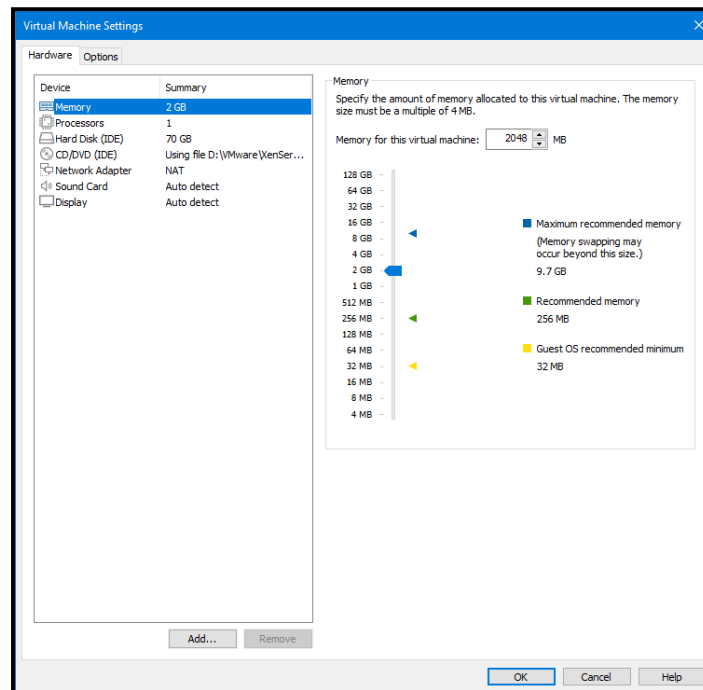 Virtual Machine Settings
Hardware Options
Device Summary
Memory 2 GB
Processors 1
Hard Disk (IDE) 70 GB
CD/DVD (IDE) Using file D:\VMware\XenSer...
Network Adapter NAT
Sound Card Auto detect
Display Auto detect
Add... Remove
Memory
Specify the amount of memory allocated to this virtual machine. The memory
size must be a multiple of 4 MB.
Memory for this virtual machine: 2048 MB
128 GB
64 GB
32 GB
16 GB
8 GB
4 GB
2 GB
1 GB
512 MB
256 MB
128 MB
64 MB
32 MB
16 MB
8 MB
4 MB
Maximum recommended memory
(Memory swapping may
occur beyond this size.)
9.7 GB
Recommended memory
256 MB
Guest OS recommended minimum
32 MB
OK Cancel Help